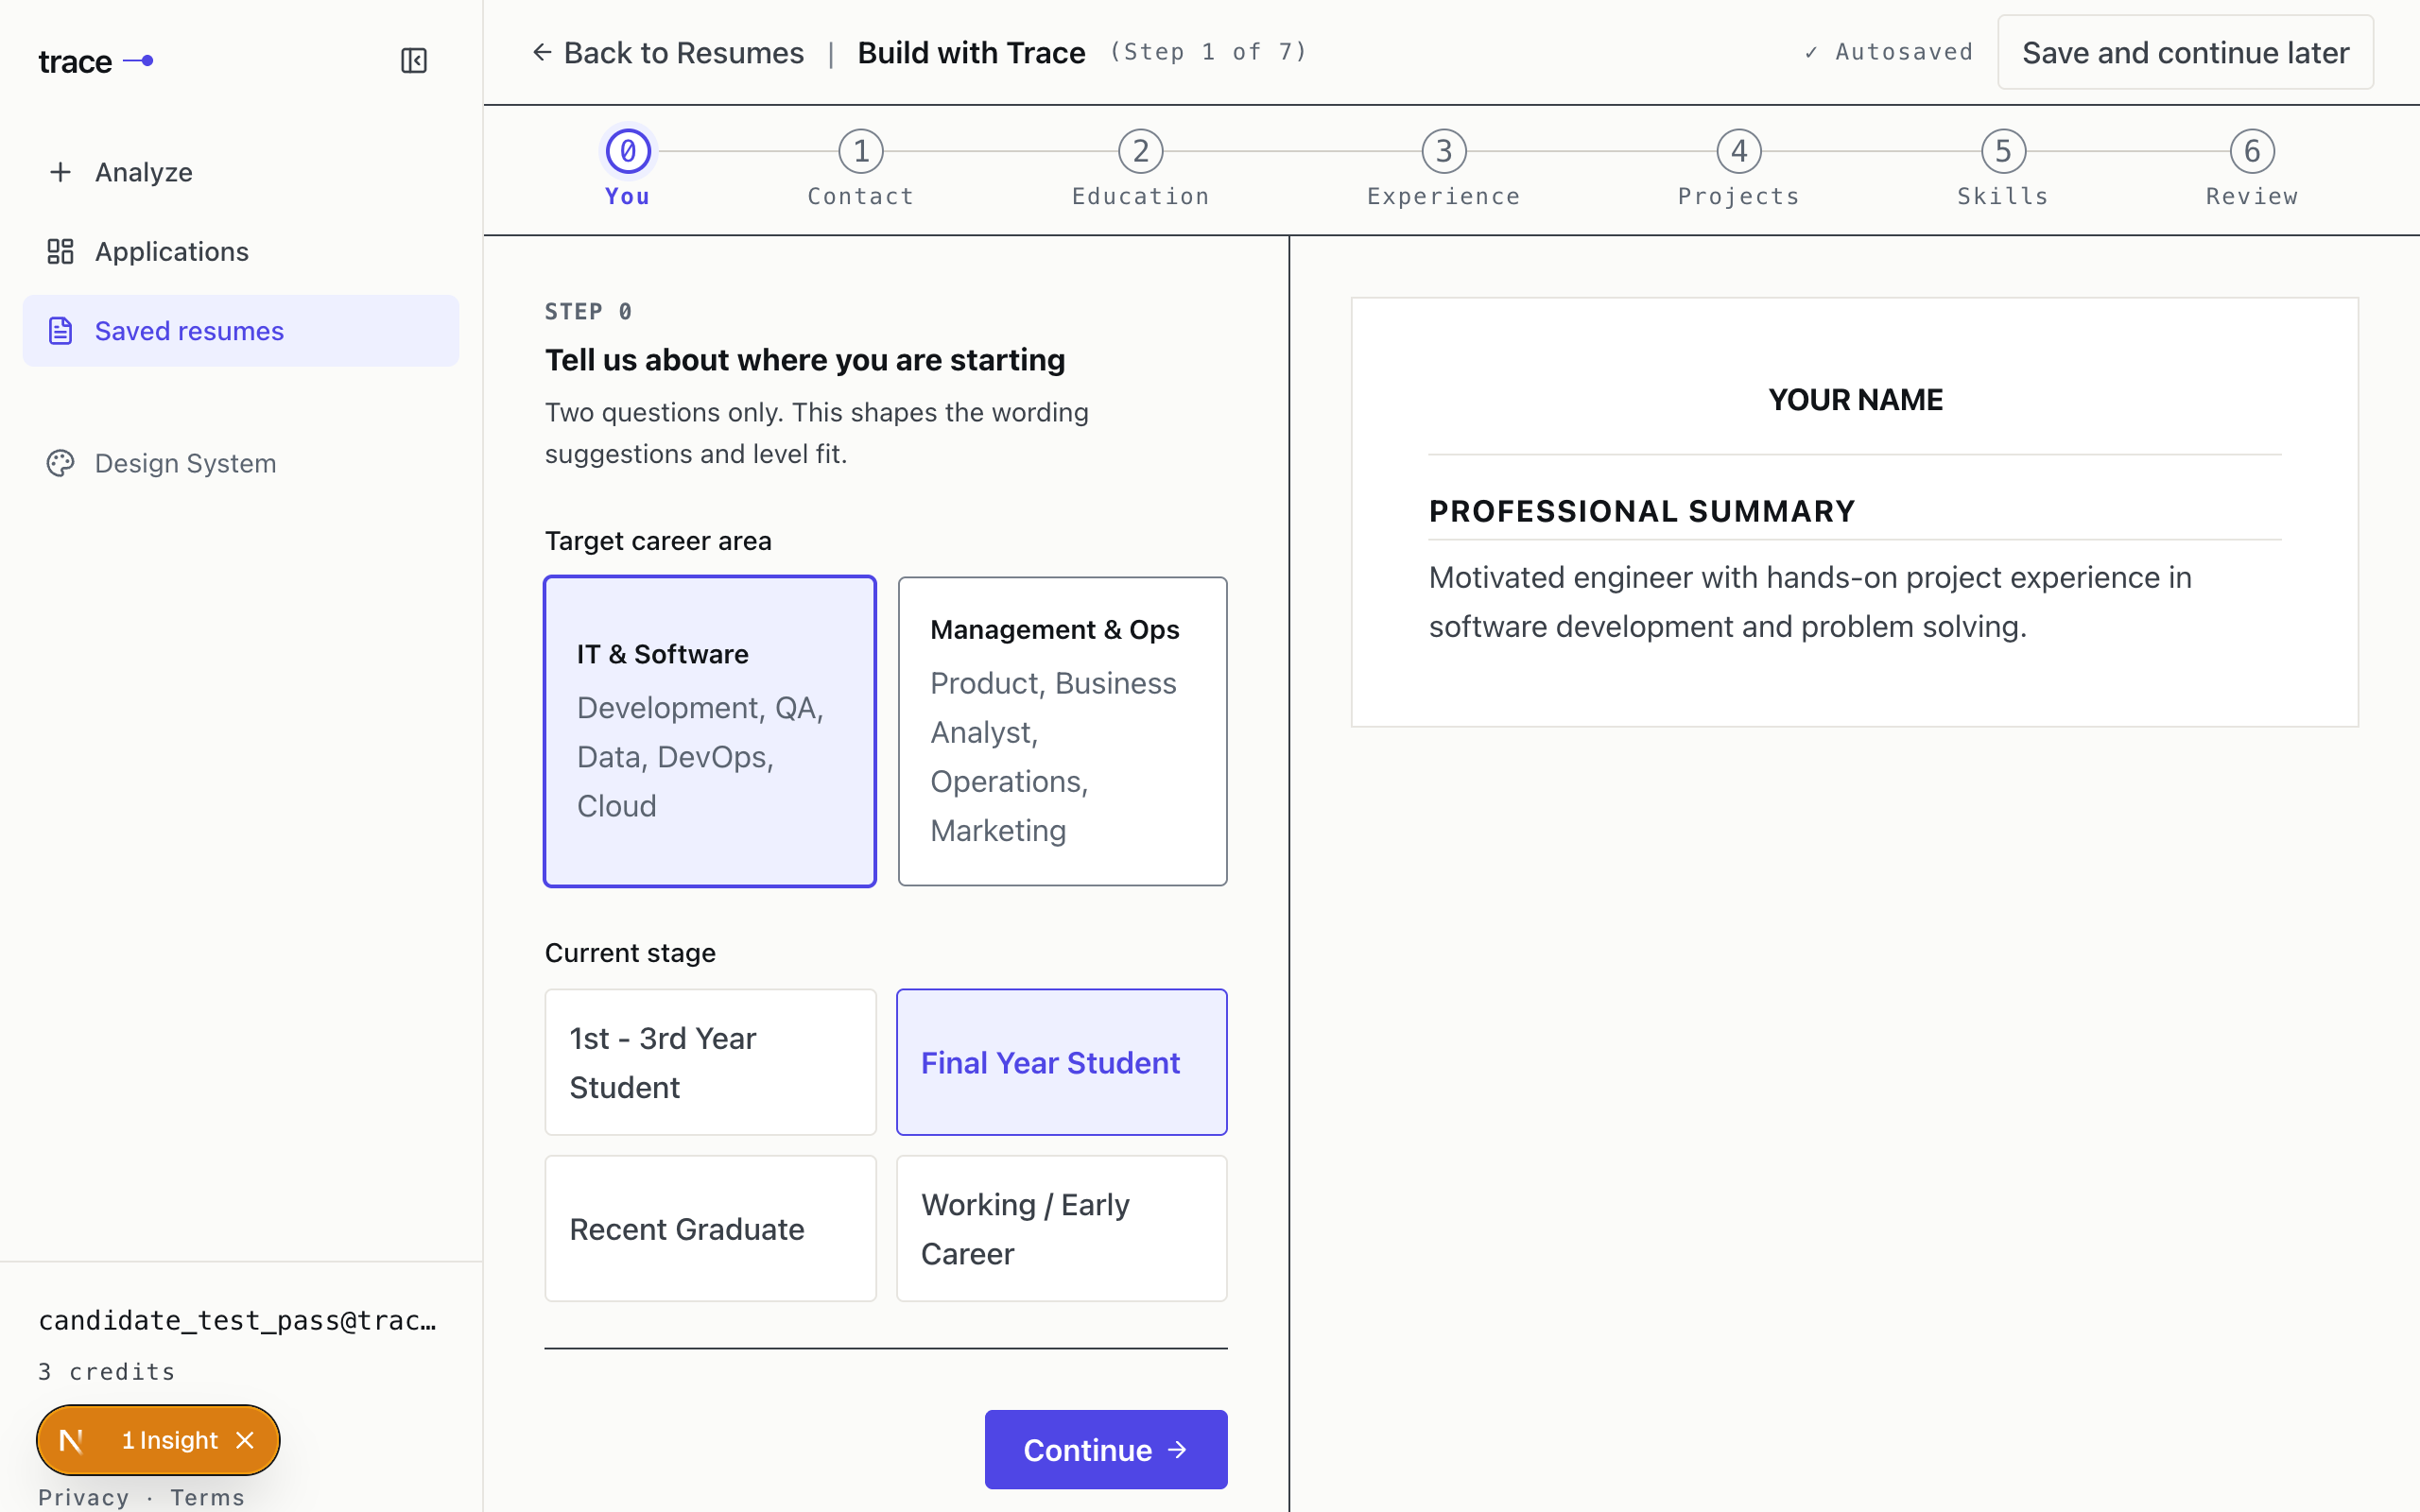 trace
Analyze
Applications
Saved resumes
Design System
candidate_test_pass@trac…
3 credits
N 1 Insight
Privacy · Terms
← Back to Resumes | Build with Trace (Step 1 of 7)
✓ Autosaved
Save and continue later
0 1 2 3 4 5 6
You Contact Education Experience Projects Skills Review
STEP 0
Tell us about where you are starting
Two questions only. This shapes the wording
suggestions and level fit.
Target career area
IT & Software
Development, QA,
Data, DevOps,
Cloud
Management & Ops
Product, Business
Analyst,
Operations,
Marketing
Current stage
1st - 3rd Year
Student
Final Year Student
Recent Graduate
Working / Early
Career
Continue →
YOUR NAME
PROFESSIONAL SUMMARY
Motivated engineer with hands-on project experience in
software development and problem solving.